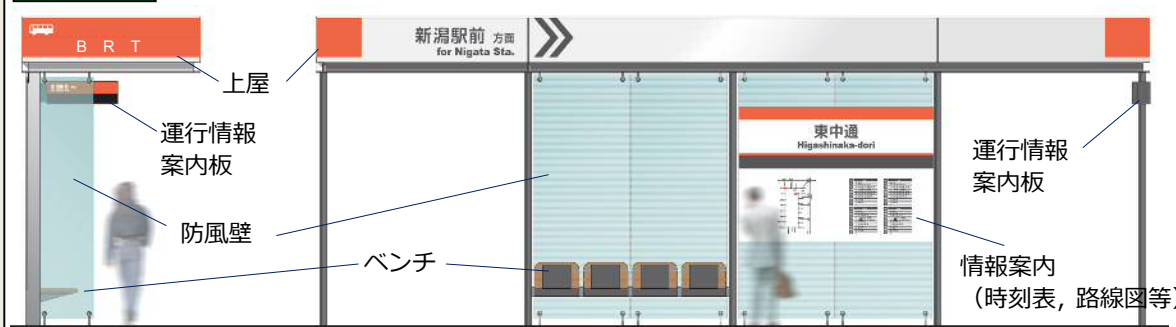 B R T
新潟駅前 方面
for Nigata Sta.
上屋
運行情報
案内板
防風壁
ベンチ
東中通
Higashinaka-dori
運行情報
案内板
情報案内
（時刻表，路線図等）